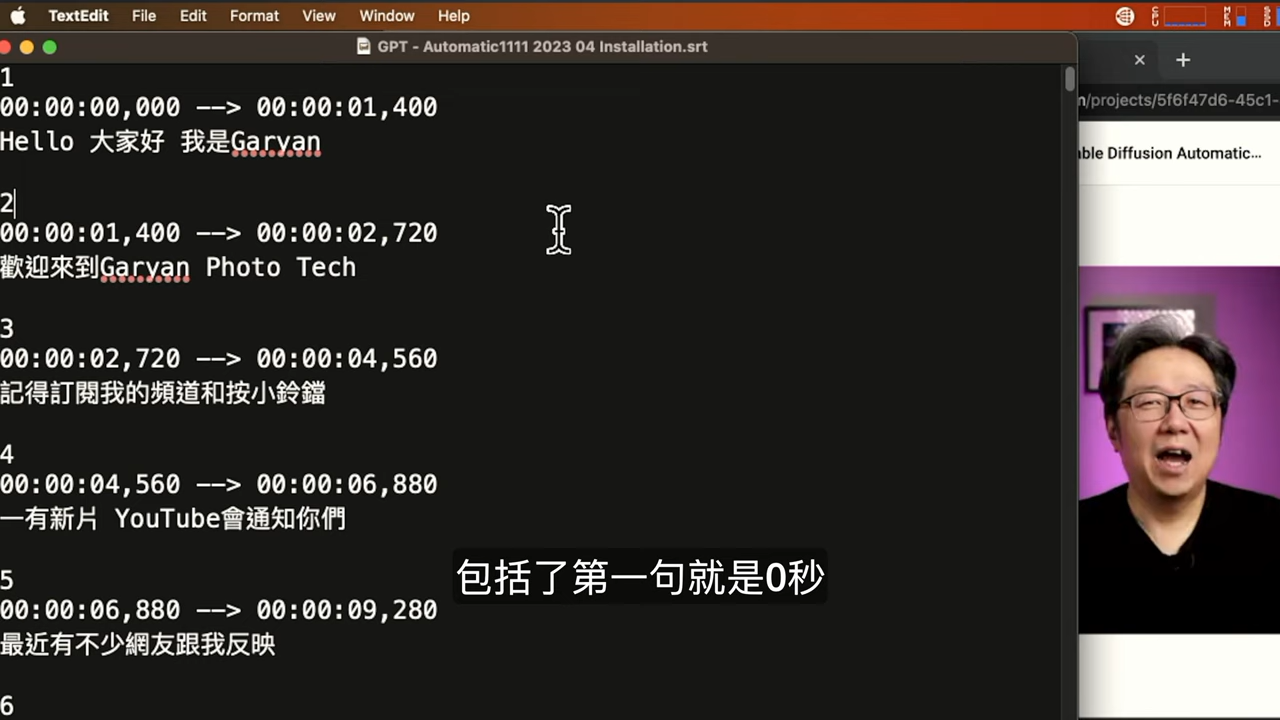 TextEdit File Edit Format View Window Help
GPT - Automatic1111 2023 04 Installation.srt
1
00:00:00,000 --> 00:00:01,400
Hello 大家好 我是Garyan
2
00:00:01,400 --> 00:00:02,720
歡迎來到Garyan Photo Tech
3
00:00:02,720 --> 00:00:04,560
記得訂閱我的頻道和按小鈴鐺
4
00:00:04,560 --> 00:00:06,880
一有新片 YouTube會通知你們
5
00:00:06,880 --> 00:00:09,280
最近有不少網友跟我反映
6
CPU
MEM
SSD
/projects/5f6f47d6-45c1-
Diffusion Automatic...
包括了第一句就是0秒